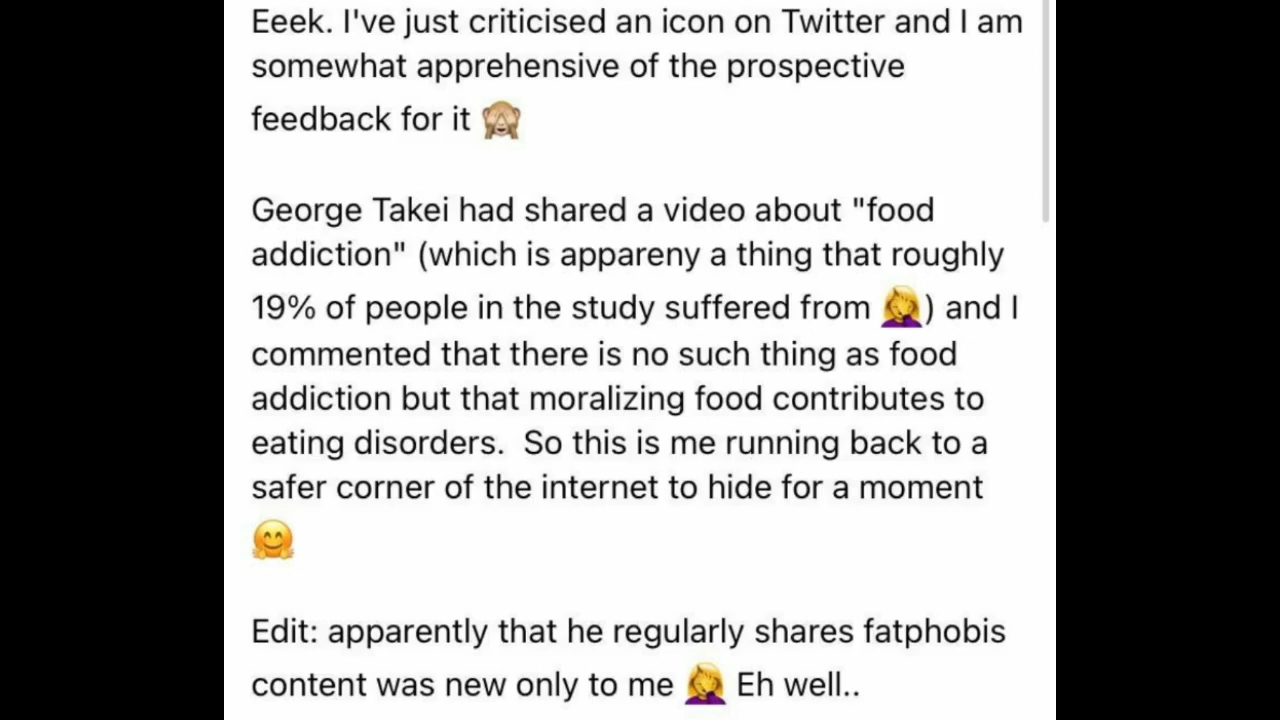 Eeek. I've just criticised an icon on Twitter and I am
somewhat apprehensive of the prospective
feedback for it 🙈
George Takei had shared a video about "food
addiction" (which is appareny a thing that roughly
19% of people in the study suffered from 🤦‍♀️) and I
commented that there is no such thing as food
addiction but that moralizing food contributes to
eating disorders.  So this is me running back to a
safer corner of the internet to hide for a moment
🤗
Edit: apparently that he regularly shares fatphobis
content was new only to me 🤦‍♀️ Eh well..